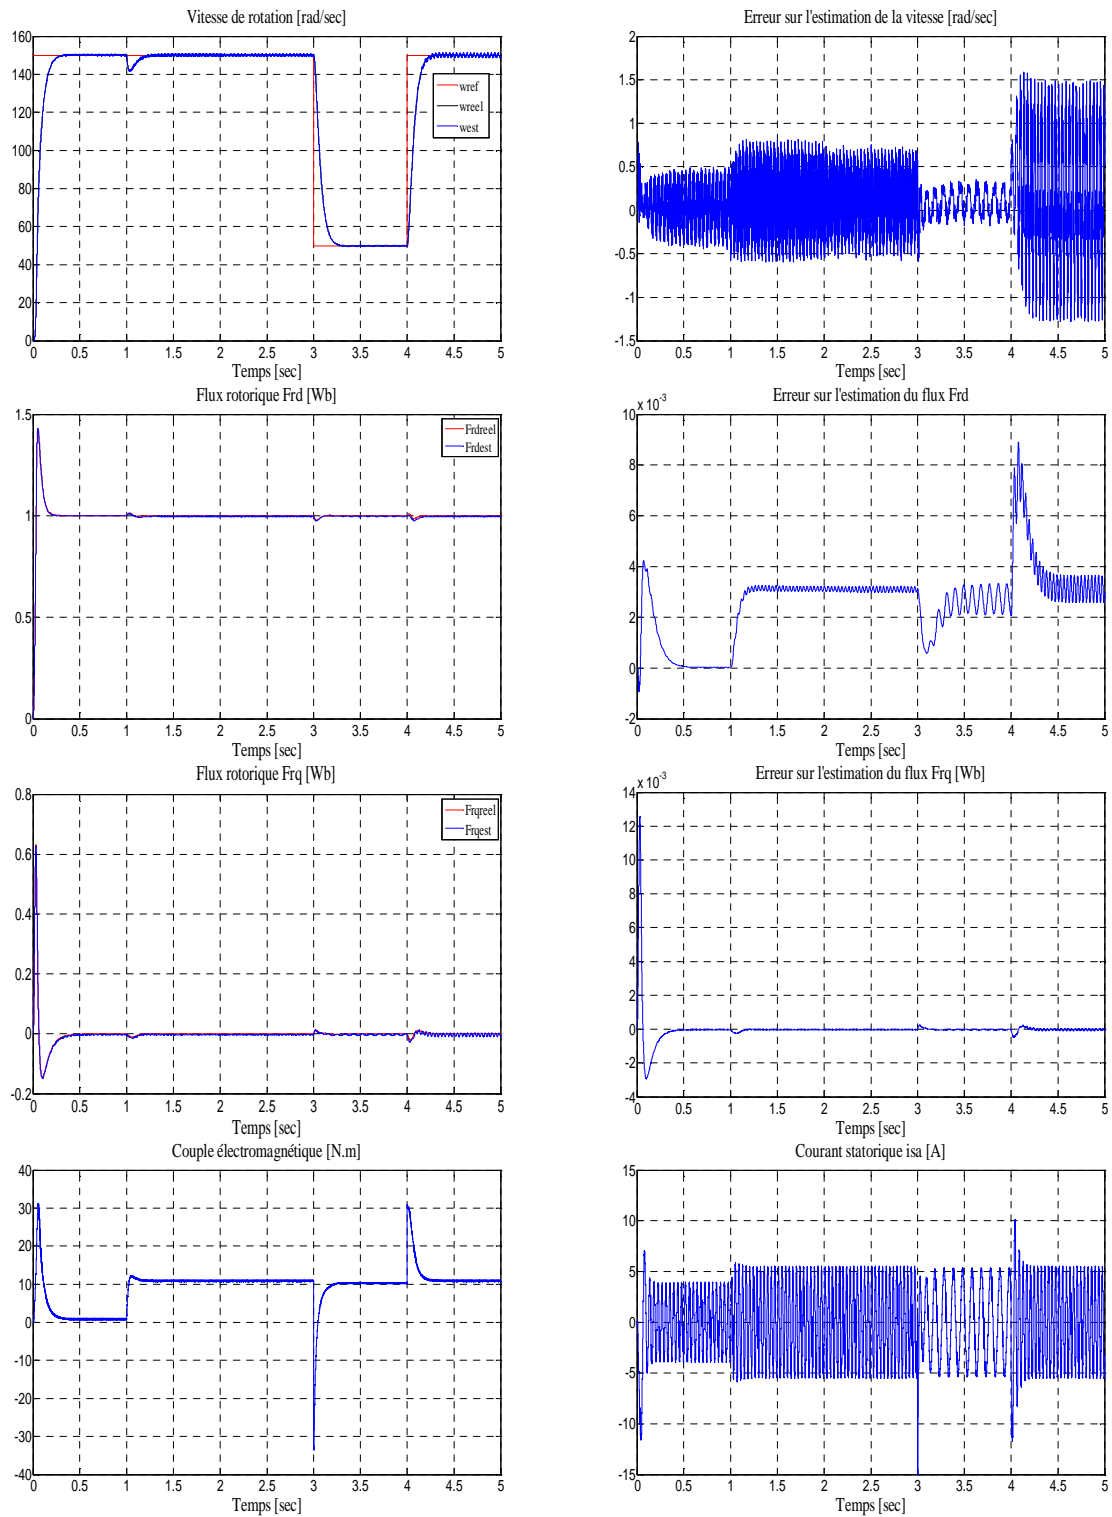 Vitesse de rotation [rad/sec]
160
140
120
100
80
60
40
20
0
wref
wreel
west
0 0.5 1 1.5 2 2.5 3 3.5 4 4.5 5
Temps [sec]
Erreur sur l'estimation de la vitesse [rad/sec]
2
1.5
1
0.5
0
-0.5
-1
-1.5
0 0.5 1 1.5 2 2.5 3 3.5 4 4.5 5
Temps [sec]
Flux rotorique Frd [Wb]
1.5
1
0.5
0
Frdreel
Frdest
0 0.5 1 1.5 2 2.5 3 3.5 4 4.5 5
Temps [sec]
Erreur sur l'estimation du flux Frd
x 10-3
10
8
6
4
2
0
-2
0 0.5 1 1.5 2 2.5 3 3.5 4 4.5 5
Temps [sec]
Flux rotorique Frq [Wb]
0.8
0.6
0.4
0.2
0
-0.2
Frqreel
Frqest
0 0.5 1 1.5 2 2.5 3 3.5 4 4.5 5
Temps [sec]
Erreur sur l'estimation du flux Frq [Wb]
x 10-3
14
12
10
8
6
4
2
0
-2
-4
0 0.5 1 1.5 2 2.5 3 3.5 4 4.5 5
Temps [sec]
Couple électromagnétique [N.m]
40
30
20
10
0
-10
-20
-30
-40
0 0.5 1 1.5 2 2.5 3 3.5 4 4.5 5
Temps [sec]
Courant statorique isa [A]
15
10
5
0
-5
-10
-15
0 0.5 1 1.5 2 2.5 3 3.5 4 4.5 5
Temps [sec]